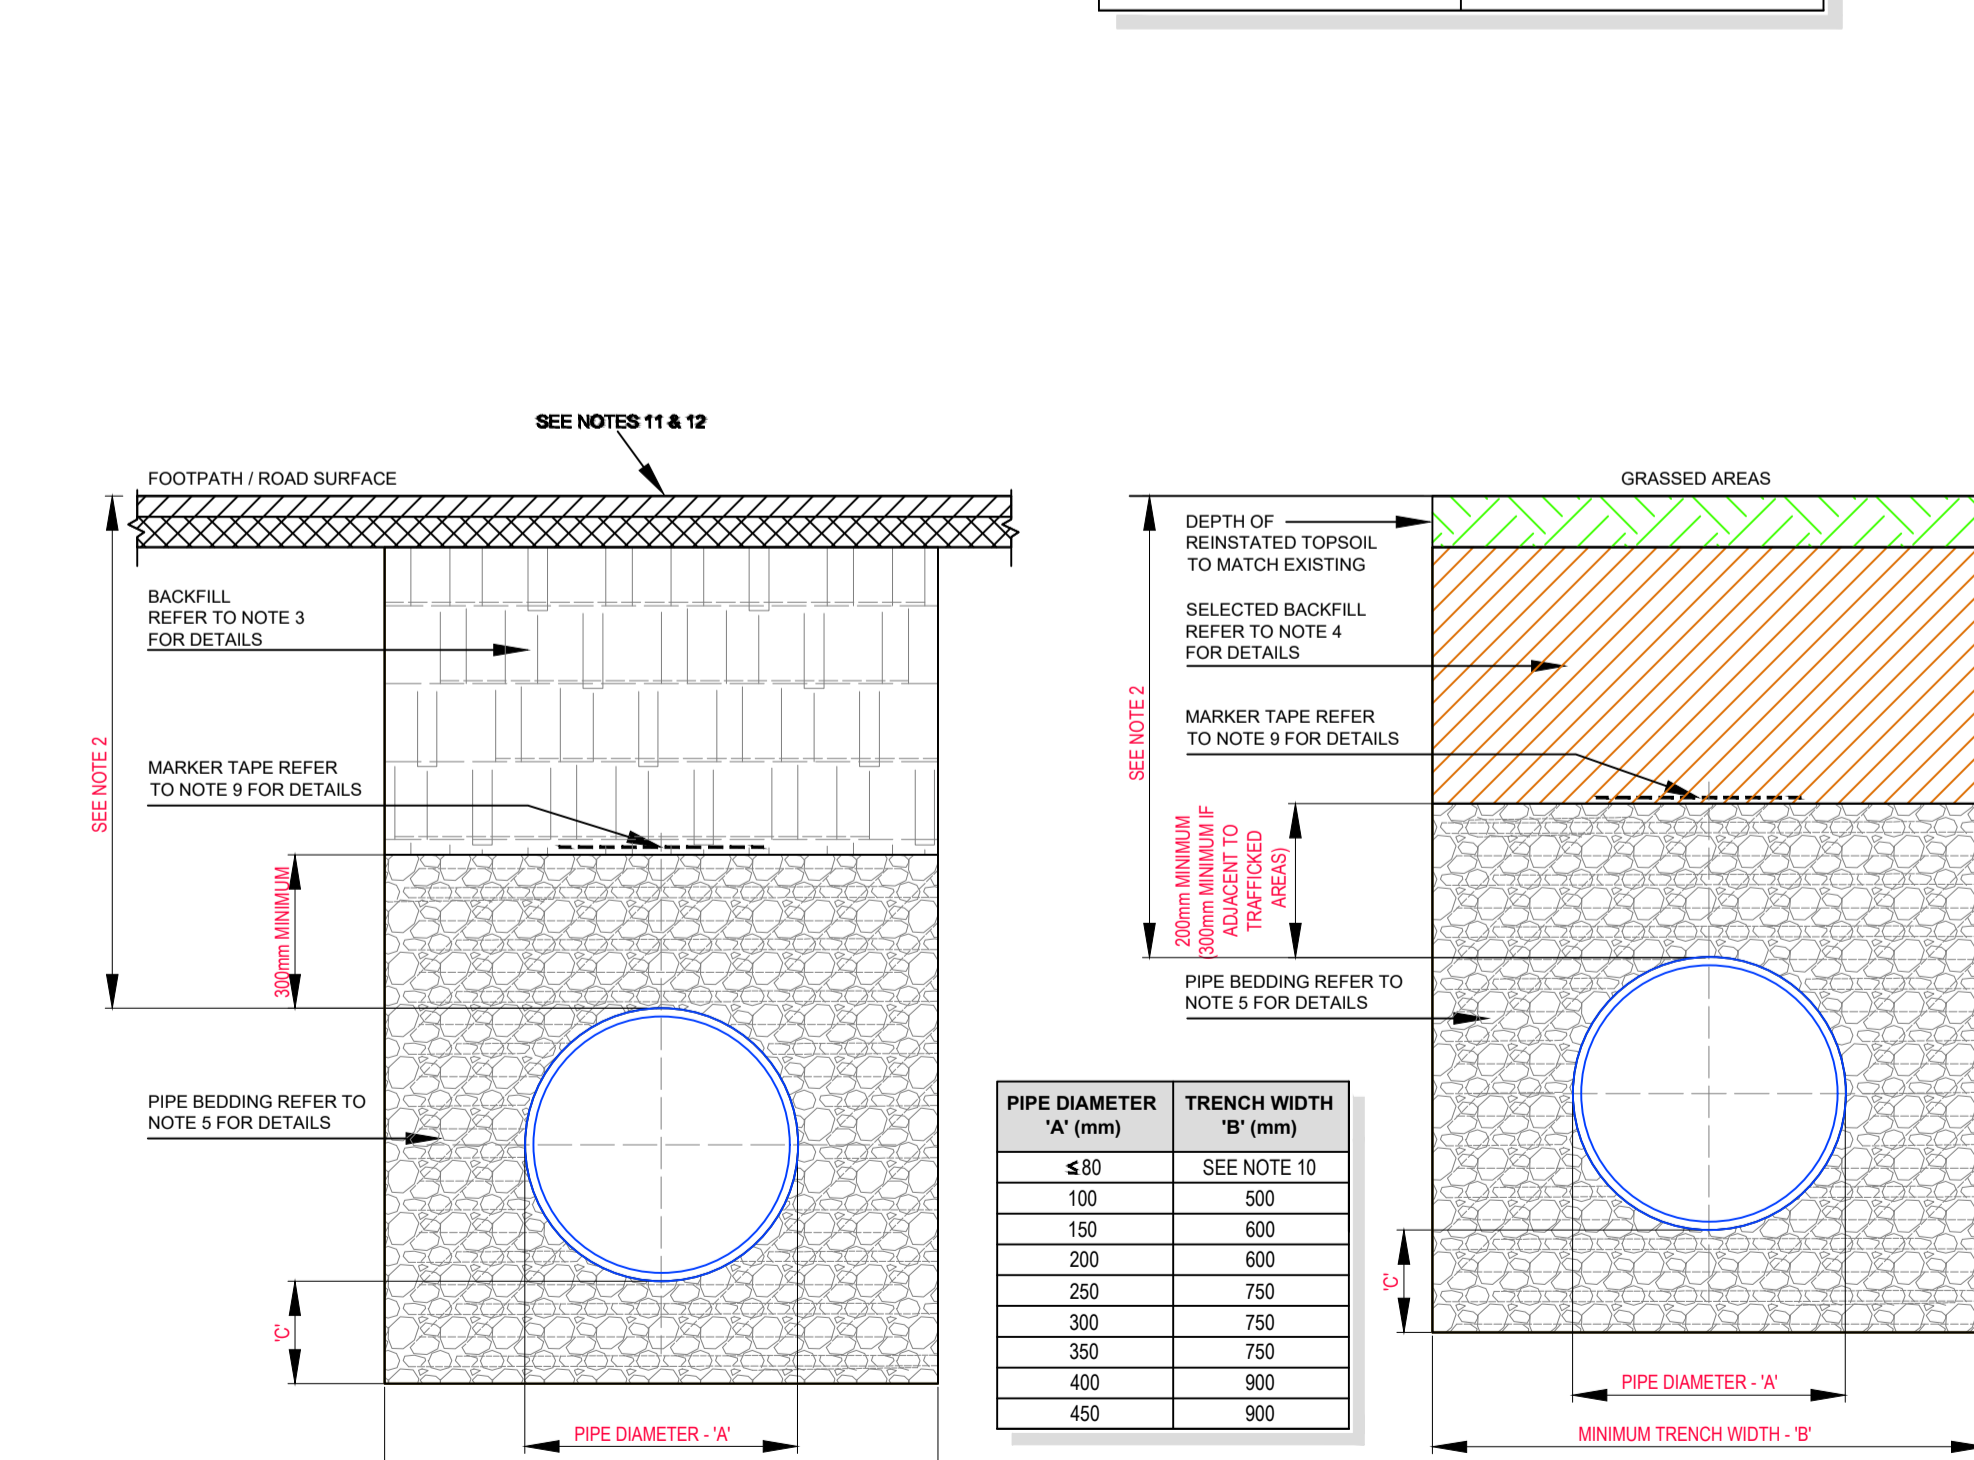 SEE NOTES 11 & 12
FOOTPATH / ROAD SURFACE
BACKFILL
REFER TO NOTE 3
FOR DETAILS
SEE NOTE 2
MARKER TAPE REFER
TO NOTE 9 FOR DETAILS
300mm MINIMUM
PIPE BEDDING REFER TO
NOTE 5 FOR DETAILS
'C'
PIPE DIAMETER - 'A'
PIPE DIAMETER 'A' (mm) TRENCH WIDTH 'B' (mm)
≤80 SEE NOTE 10
100 500
150 600
200 600
250 750
300 750
350 750
400 900
450 900
GRASSED AREAS
DEPTH OF
REINSTATED TOPSOIL
TO MATCH EXISTING
SELECTED BACKFILL
REFER TO NOTE 4
FOR DETAILS
SEE NOTE 2
MARKER TAPE REFER
TO NOTE 9 FOR DETAILS
200mm MINIMUM
(300mm MINIMUM IF
ADJACENT TO
TRAFFICKED
AREAS)
PIPE BEDDING REFER TO
NOTE 5 FOR DETAILS
'C'
PIPE DIAMETER - 'A'
MINIMUM TRENCH WIDTH - 'B'